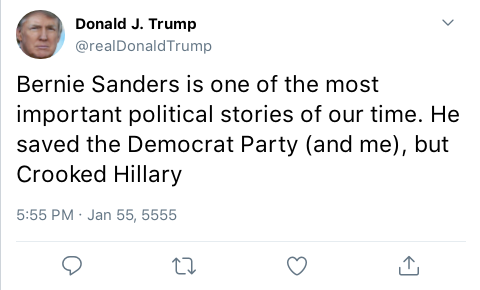 Donald J. Trump
@realDonaldTrump
Bernie Sanders is one of the most
important political stories of our time. He
saved the Democrat Party (and me), but
Crooked Hillary
5:55 PM · Jan 55, 5555